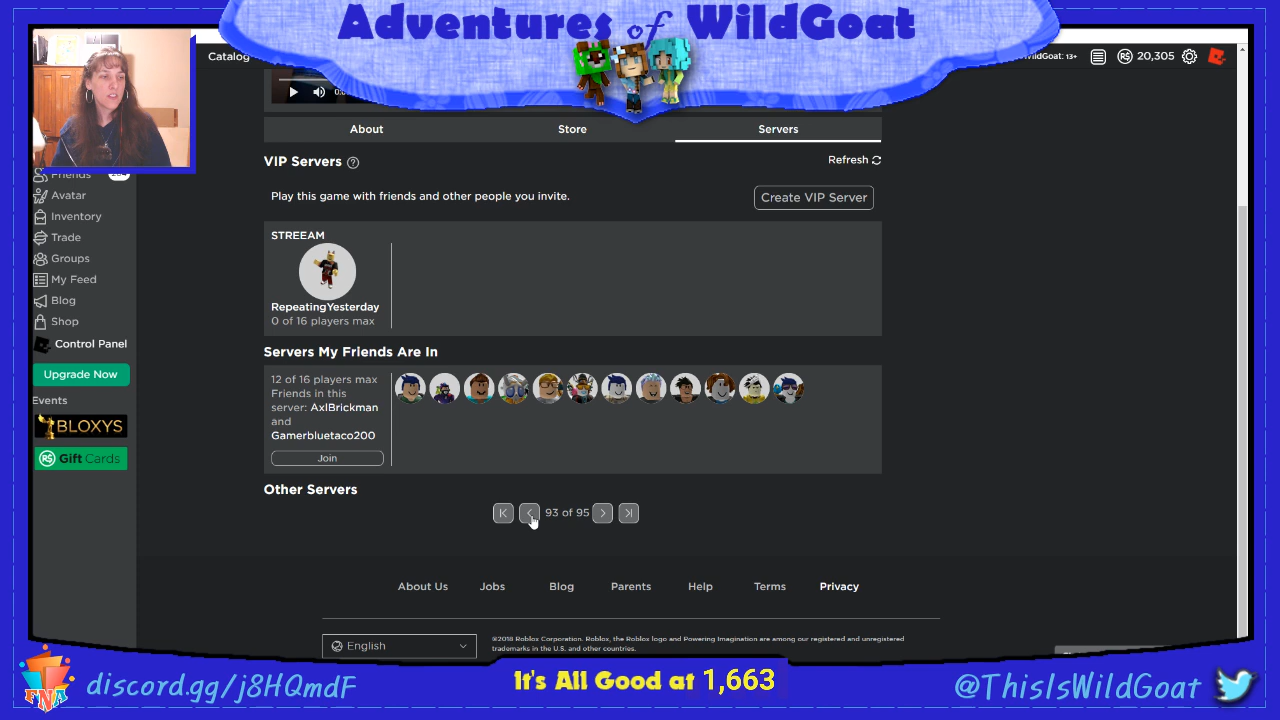 Adventures of WildGoat
Catalog
WildGoat: 13+
20,305
0:0
About
Store
Servers
VIP Servers
Refresh
Friends
Avatar
Inventory
Trade
Groups
My Feed
Blog
Shop
Control Panel
Upgrade Now
Events
BLOXYS
Gift Cards
Play this game with friends and other people you invite.
Create VIP Server
STREEAM
RepeatingYesterday
0 of 16 players max
Servers My Friends Are In
12 of 16 players max
Friends in this
server: AxlBrickman
and
Gamerbluetaco200
Join
Other Servers
93 of 95
About Us
Jobs
Blog
Parents
Help
Terms
Privacy
English
©2018 Roblox Corporation. Roblox, the Roblox logo and Powering Imagination are among our registered and unregistered
trademarks in the U.S. and other countries.
FNA
discord.gg/j8HQmdF
It's All Good at 1,663
@ThisIsWildGoat